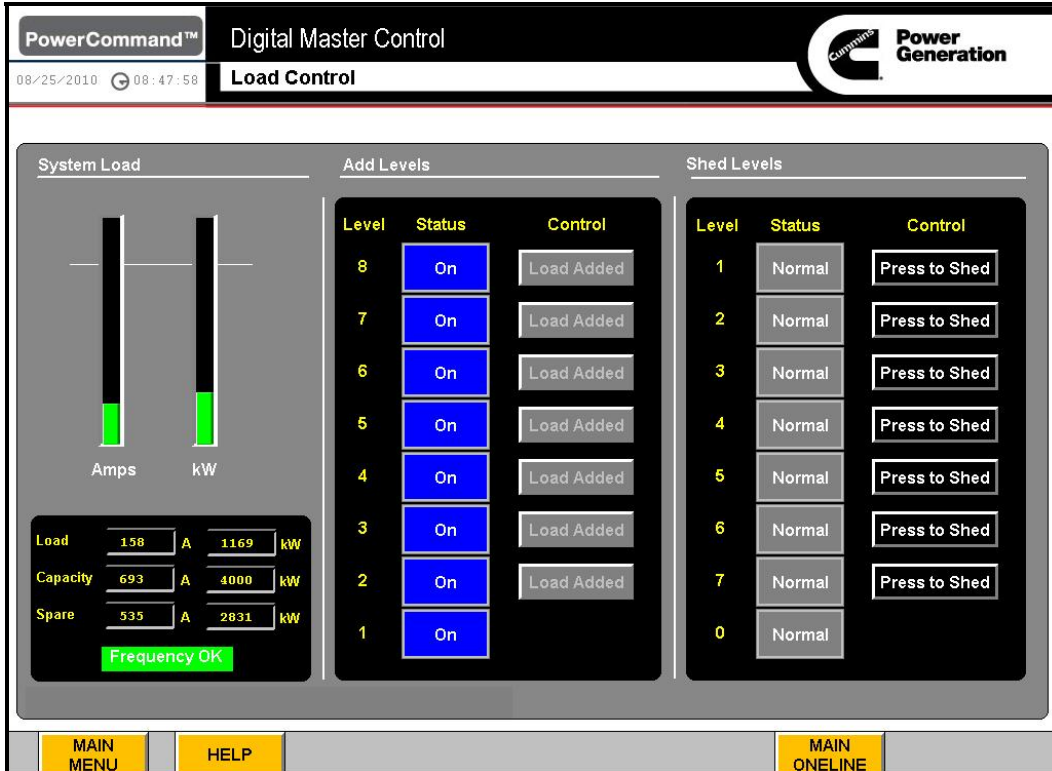 PowerCommand™
Digital Master Control
08/25/2010 08:47:58
Load Control
Cummins
Power
Generation
System Load
Amps kW
Load 158 A 1169 kW
Capacity 693 A 4000 kW
Spare 535 A 2831 kW
Frequency OK
Add Levels
Level Status Control
8 On Load Added
7 On Load Added
6 On Load Added
5 On Load Added
4 On Load Added
3 On Load Added
2 On Load Added
1 On
Shed Levels
Level Status Control
1 Normal Press to Shed
2 Normal Press to Shed
3 Normal Press to Shed
4 Normal Press to Shed
5 Normal Press to Shed
6 Normal Press to Shed
7 Normal Press to Shed
0 Normal
MAIN
MENU
HELP
MAIN
ONELINE